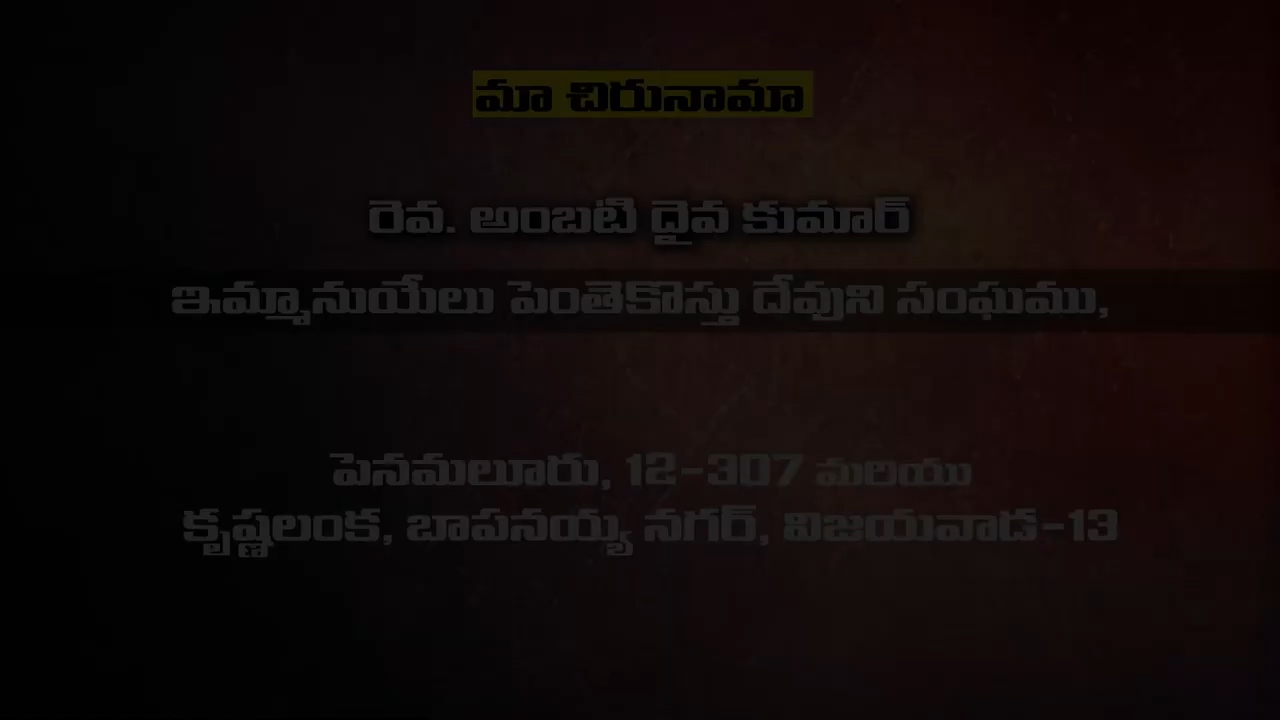 మా చిరునామా
రెవ. అంబటి దైవ కుమార్
ఇమ్మానుయేలు పెంతెకొస్తు దేవుని సంఘము,
పెనమలూరు, 12-307 మరియు
కృష్ణలంక, బాపనయ్య నగర్, విజయవాడ-13